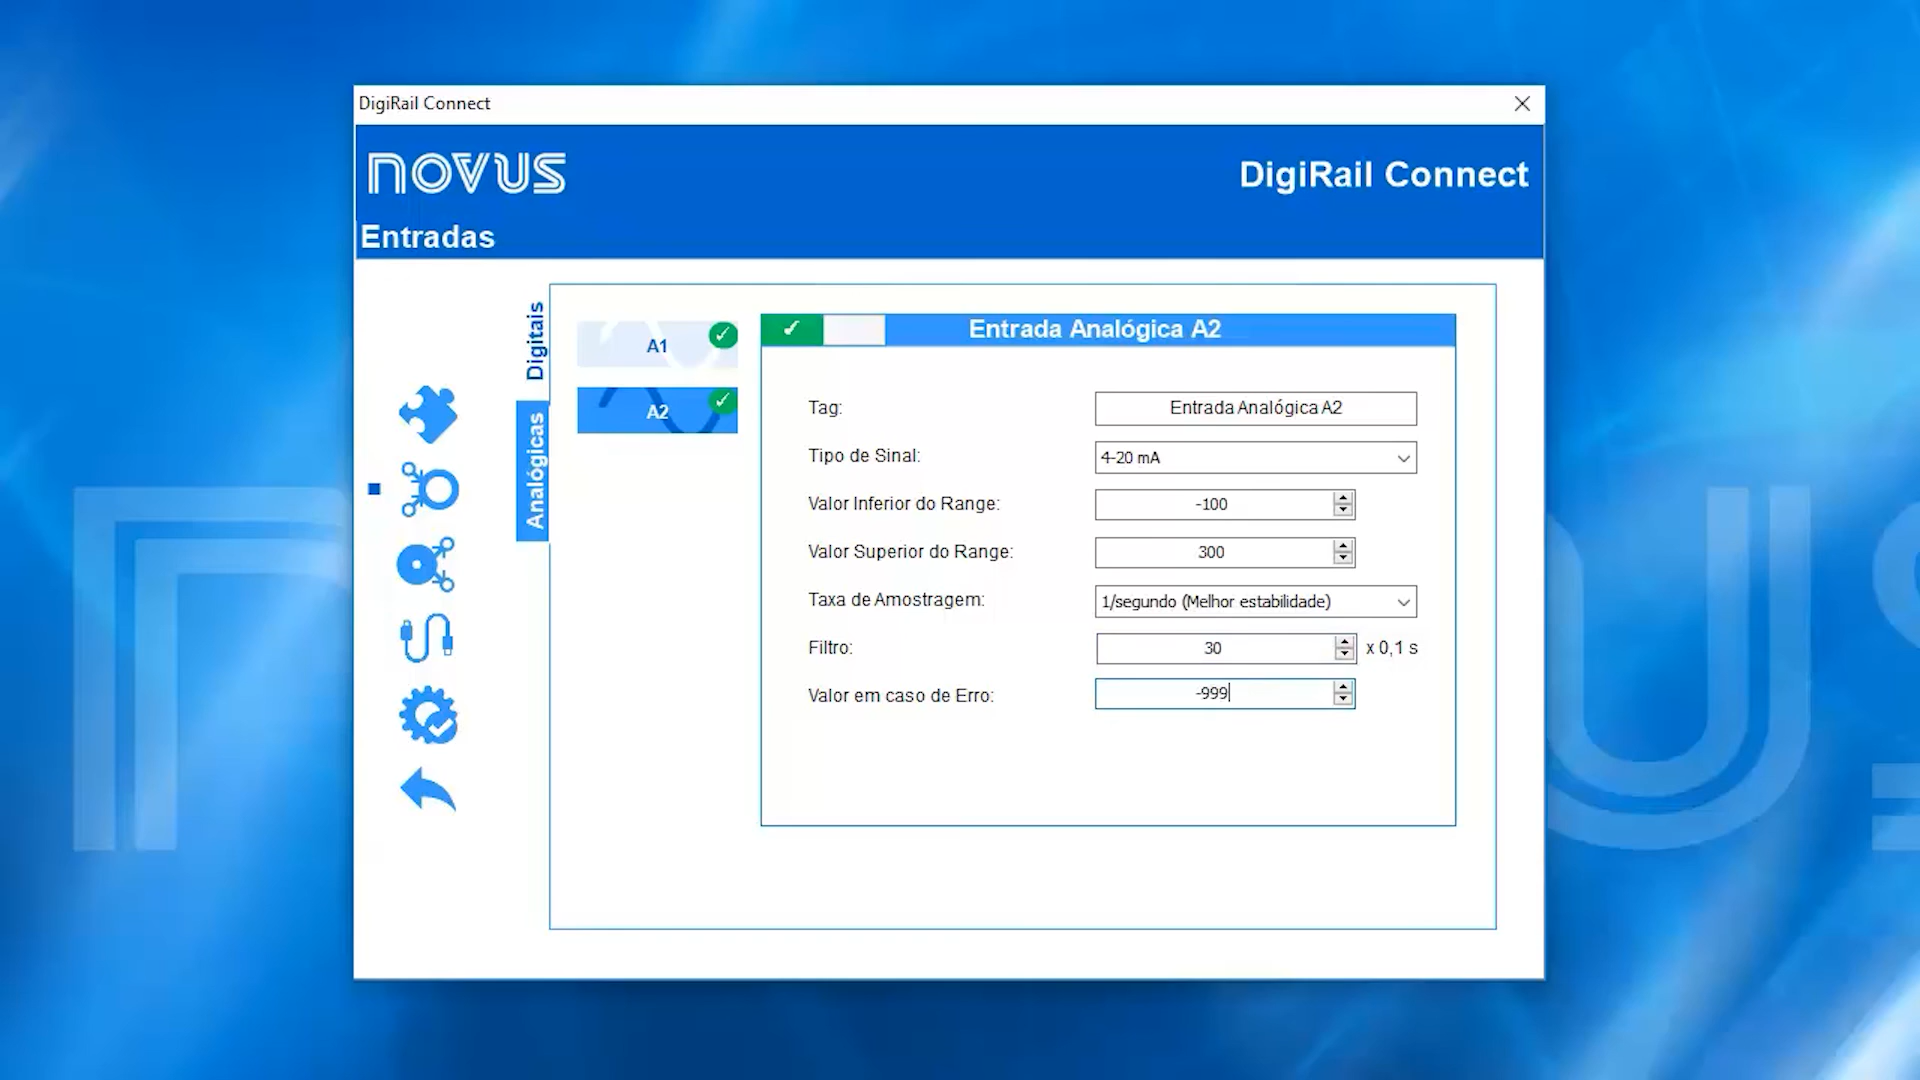 DigiRail Connect
NOVUS
DigiRail Connect
Entradas
Digitais
Analógicas
A1
A2
Entrada Analógica A2
Tag:
Entrada Analógica A2
Tipo de Sinal:
4-20 mA
Valor Inferior do Range:
-100
Valor Superior do Range:
300
Taxa de Amostragem:
1/segundo (Melhor estabilidade)
Filtro:
30
x 0,1 s
Valor em caso de Erro:
-999